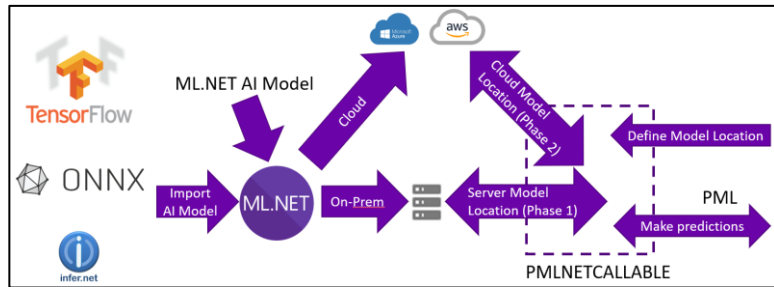 Microsoft
Azure
aws
TensorFlow
ML.NET AI Model
Cloud
Cloud Model
Location (Phase 2)
Define Model Location
ONNX
Import
AI Model
ML.NET
On-Prem
Server Model
Location (Phase 1)
PML
Make predictions
infer.net
PMLNETCALLABLE